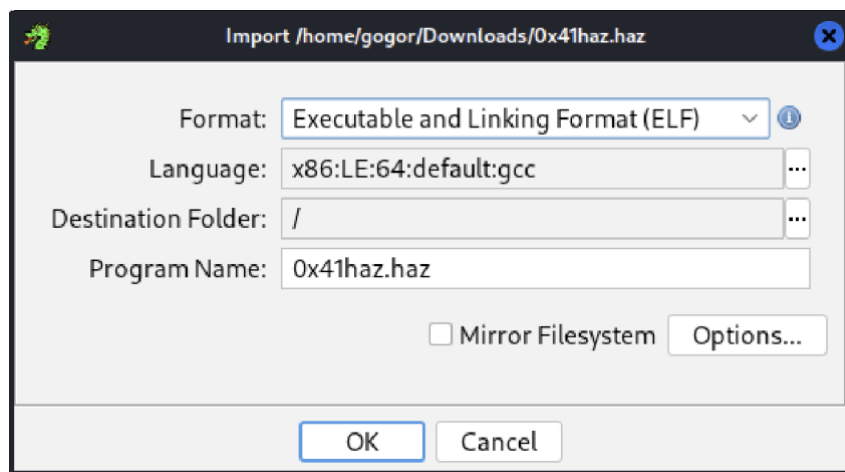 Import /home/gogor/Downloads/0x41haz.haz
Format: Executable and Linking Format (ELF)
Language: x86:LE:64:default:gcc ...
Destination Folder: / ...
Program Name: 0x41haz.haz
Mirror Filesystem Options...
OK Cancel